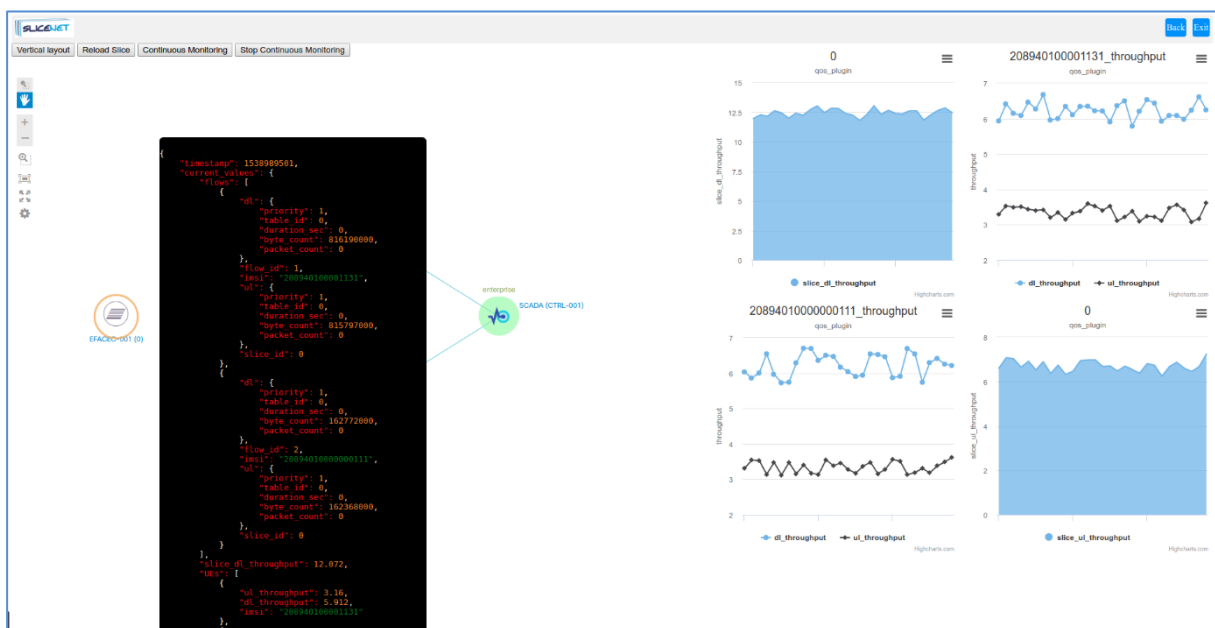 SLICENET
Back Exit
Vertical layout Reload Slice Continuous Monitoring Stop Continuous Monitoring
{
"timestamp": 1538989501,
"current_values": {
"flows": [
{
"dl": {
"priority": 1,
"table_id": 0,
"duration_sec": 0,
"byte_count": 816190000,
"packet_count": 0
},
"flow_id": 1,
"imsi": "208940100001131",
"ul": {
"priority": 1,
"table_id": 0,
"duration_sec": 0,
"byte_count": 815797000,
"packet_count": 0
},
"slice_id": 0
},
{
"dl": {
"priority": 1,
"table_id": 0,
"duration_sec": 0,
"byte_count": 162772000,
"packet_count": 0
},
"flow_id": 2,
"imsi": "20894010000000111",
"ul": {
"priority": 1,
"table_id": 0,
"duration_sec": 0,
"byte_count": 162368000,
"packet_count": 0
},
"slice_id": 0
}
],
"slice_dl_throughput": 12.072,
"UEs": [
{
"ul_throughput": 3.16,
"dl_throughput": 5.912,
"imsi": "208940100001131"
},
EFACEC-001 (0)
enterprise
SCADA (CTRL-001)
0
qos_plugin
15
12.5
10
7.5
5
2.5
0
slice_dl_throughput
slice_dl_throughput
Highcharts.com
208940100001131_throughput
qos_plugin
7
6
5
4
3
2
throughput
dl_throughput ul_throughput
Highcharts.com
20894010000000111_throughput
qos_plugin
7
6
5
4
3
2
throughput
dl_throughput ul_throughput
Highcharts.com
0
qos_plugin
8
6
4
2
0
slice_ul_throughput
slice_ul_throughput
Highcharts.com